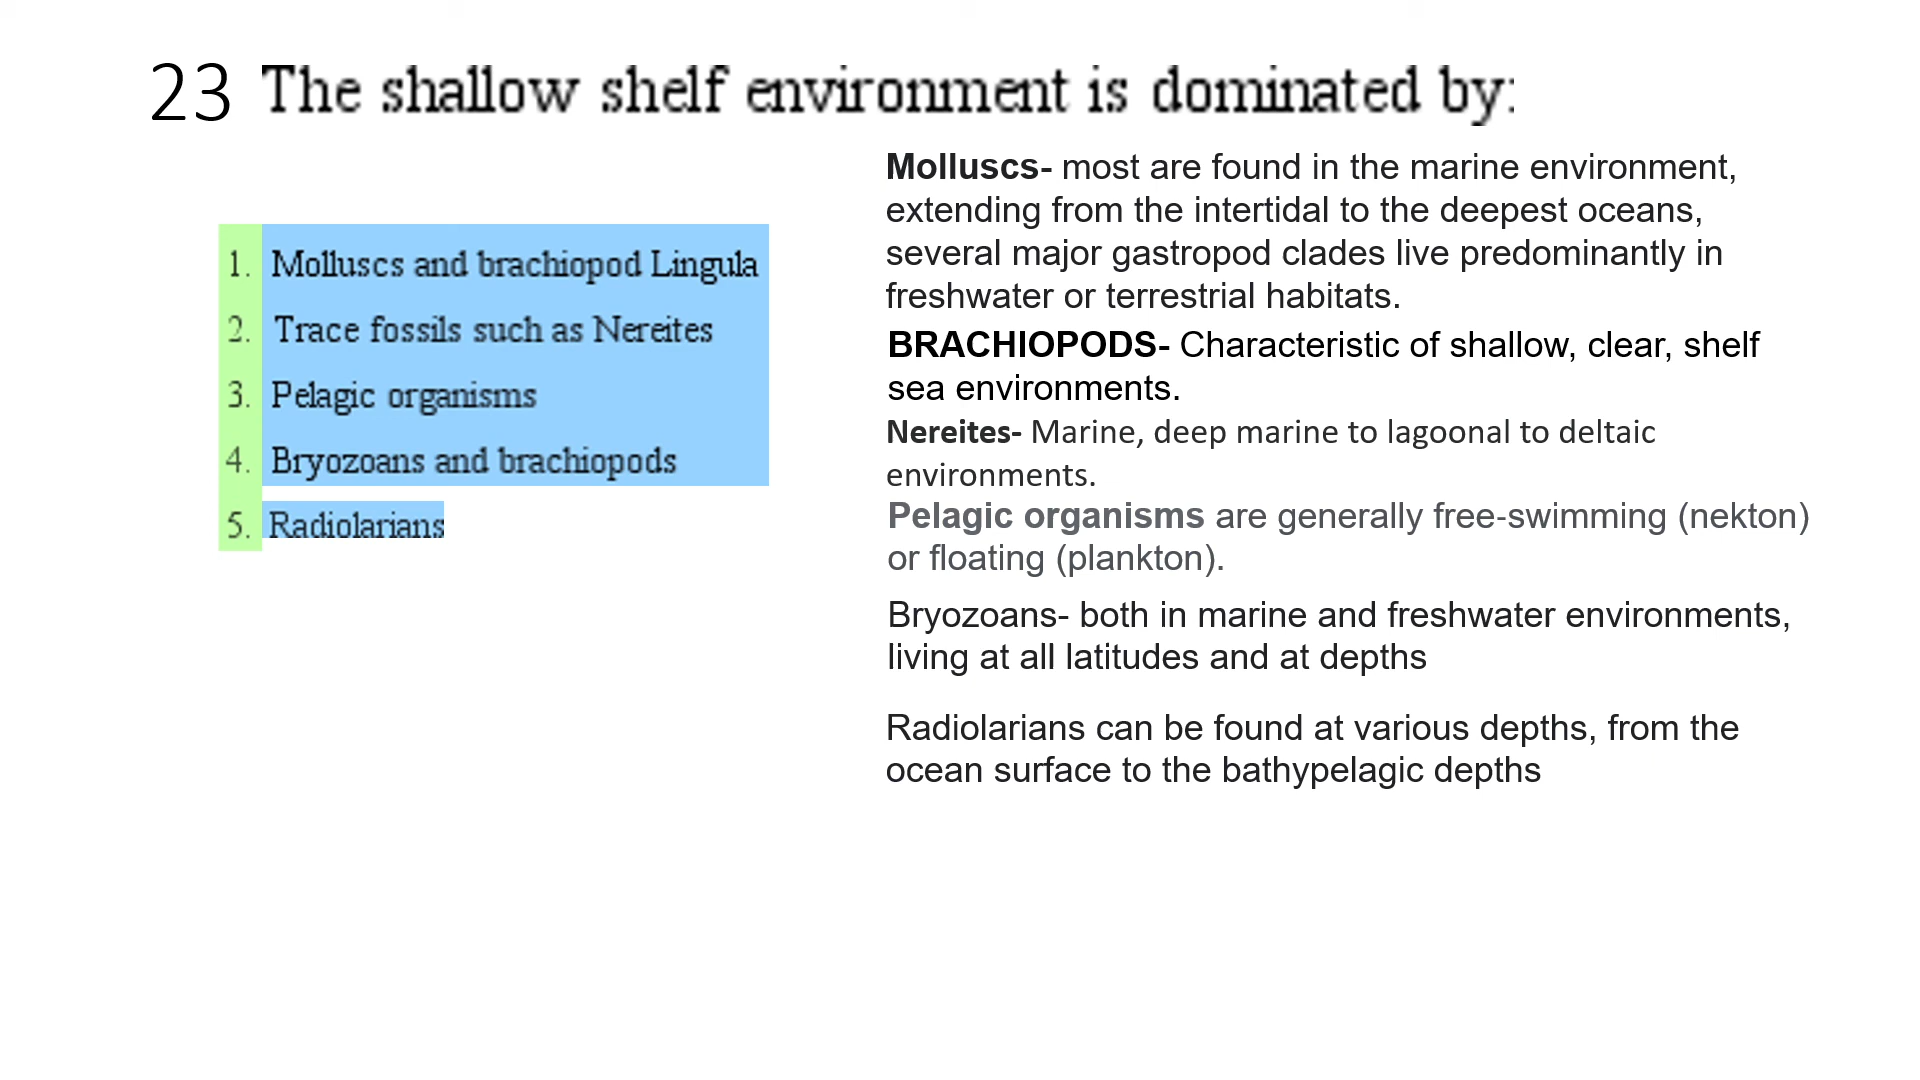 23 The shallow shelf environment is dominated by:
1. Molluscs and brachiopod Lingula
2. Trace fossils such as Nereites
3. Pelagic organisms
4. Bryozoans and brachiopods
5. Radiolarians
Molluscs- most are found in the marine environment,
extending from the intertidal to the deepest oceans,
several major gastropod clades live predominantly in
freshwater or terrestrial habitats.
BRACHIOPODS- Characteristic of shallow, clear, shelf
sea environments.
Nereites- Marine, deep marine to lagoonal to deltaic
environments.
Pelagic organisms are generally free-swimming (nekton)
or floating (plankton).
Bryozoans- both in marine and freshwater environments,
living at all latitudes and at depths
Radiolarians can be found at various depths, from the
ocean surface to the bathypelagic depths